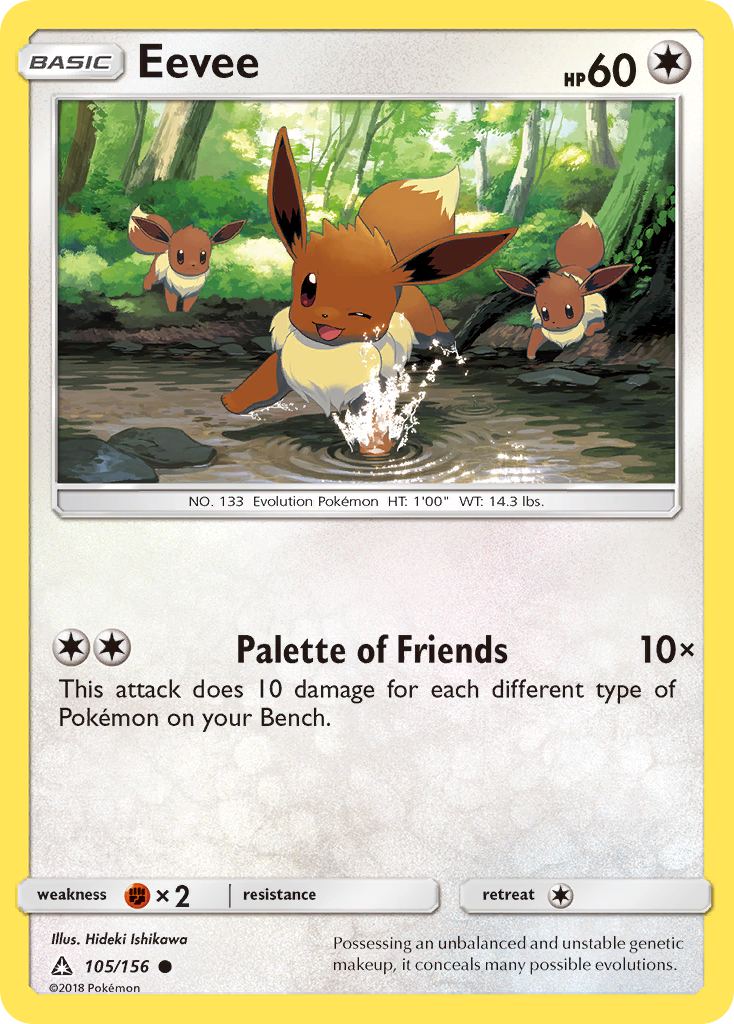 BASIC Eevee HP60
NO. 133 Evolution Pokémon HT: 1'00" WT: 14.3 lbs.
Palette of Friends 10×
This attack does 10 damage for each different type of
Pokémon on your Bench.
weakness × 2 resistance retreat
Illus. Hideki Ishikawa
105/156
©2018 Pokémon
Possessing an unbalanced and unstable genetic
makeup, it conceals many possible evolutions.